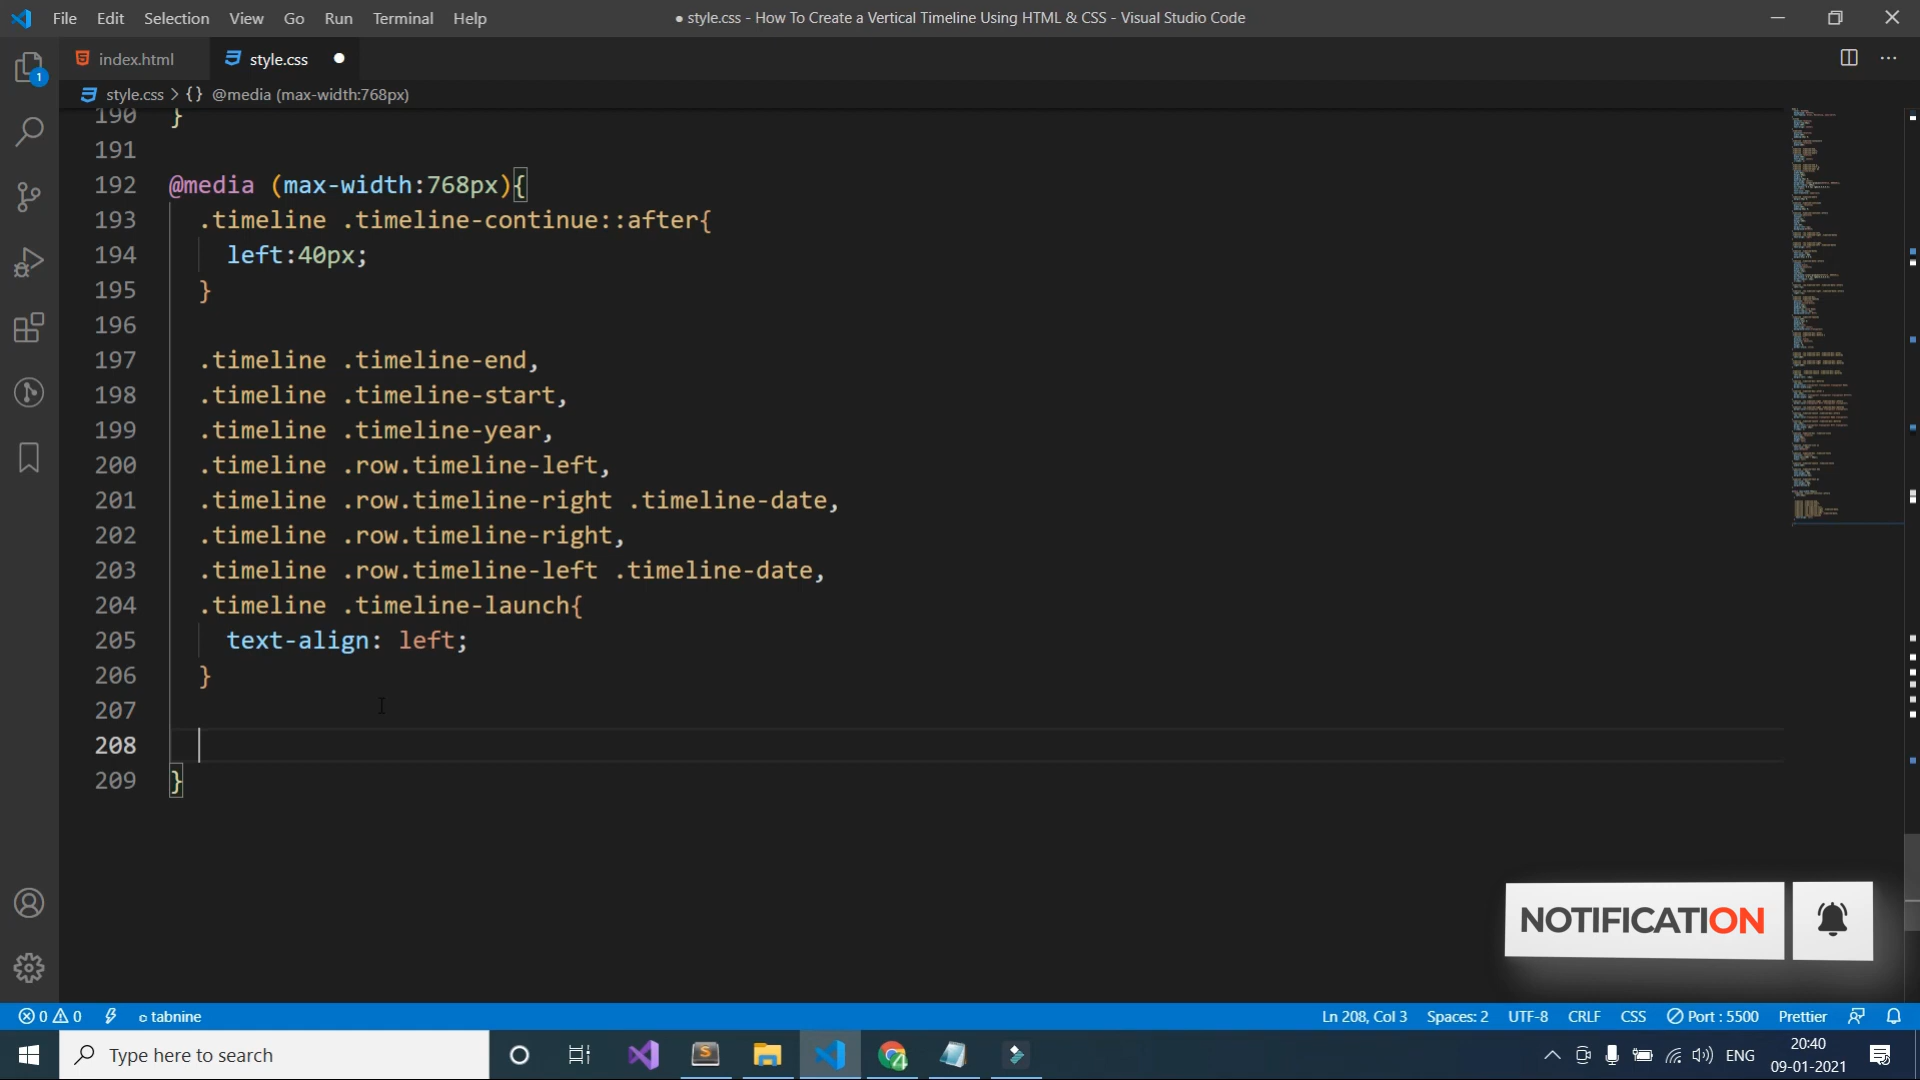 File Edit Selection View Go Run Terminal Help
● style.css - How To Create a Vertical Timeline Using HTML & CSS - Visual Studio Code
index.html style.css ●
style.css > {} @media (max-width:768px)
190 }
191
192 @media (max-width:768px){
193 .timeline .timeline-continue::after{
194 left:40px;
195 }
196
197 .timeline .timeline-end,
198 .timeline .timeline-start,
199 .timeline .timeline-year,
200 .timeline .row.timeline-left,
201 .timeline .row.timeline-right .timeline-date,
202 .timeline .row.timeline-right,
203 .timeline .row.timeline-left .timeline-date,
204 .timeline .timeline-launch{
205 text-align: left;
206 }
207
208
209 }
1
NOTIFICATION
0 0 tabnine Ln 208, Col 3 Spaces: 2 UTF-8 CRLF CSS Port : 5500 Prettier
Type here to search
ENG
20:40
09-01-2021